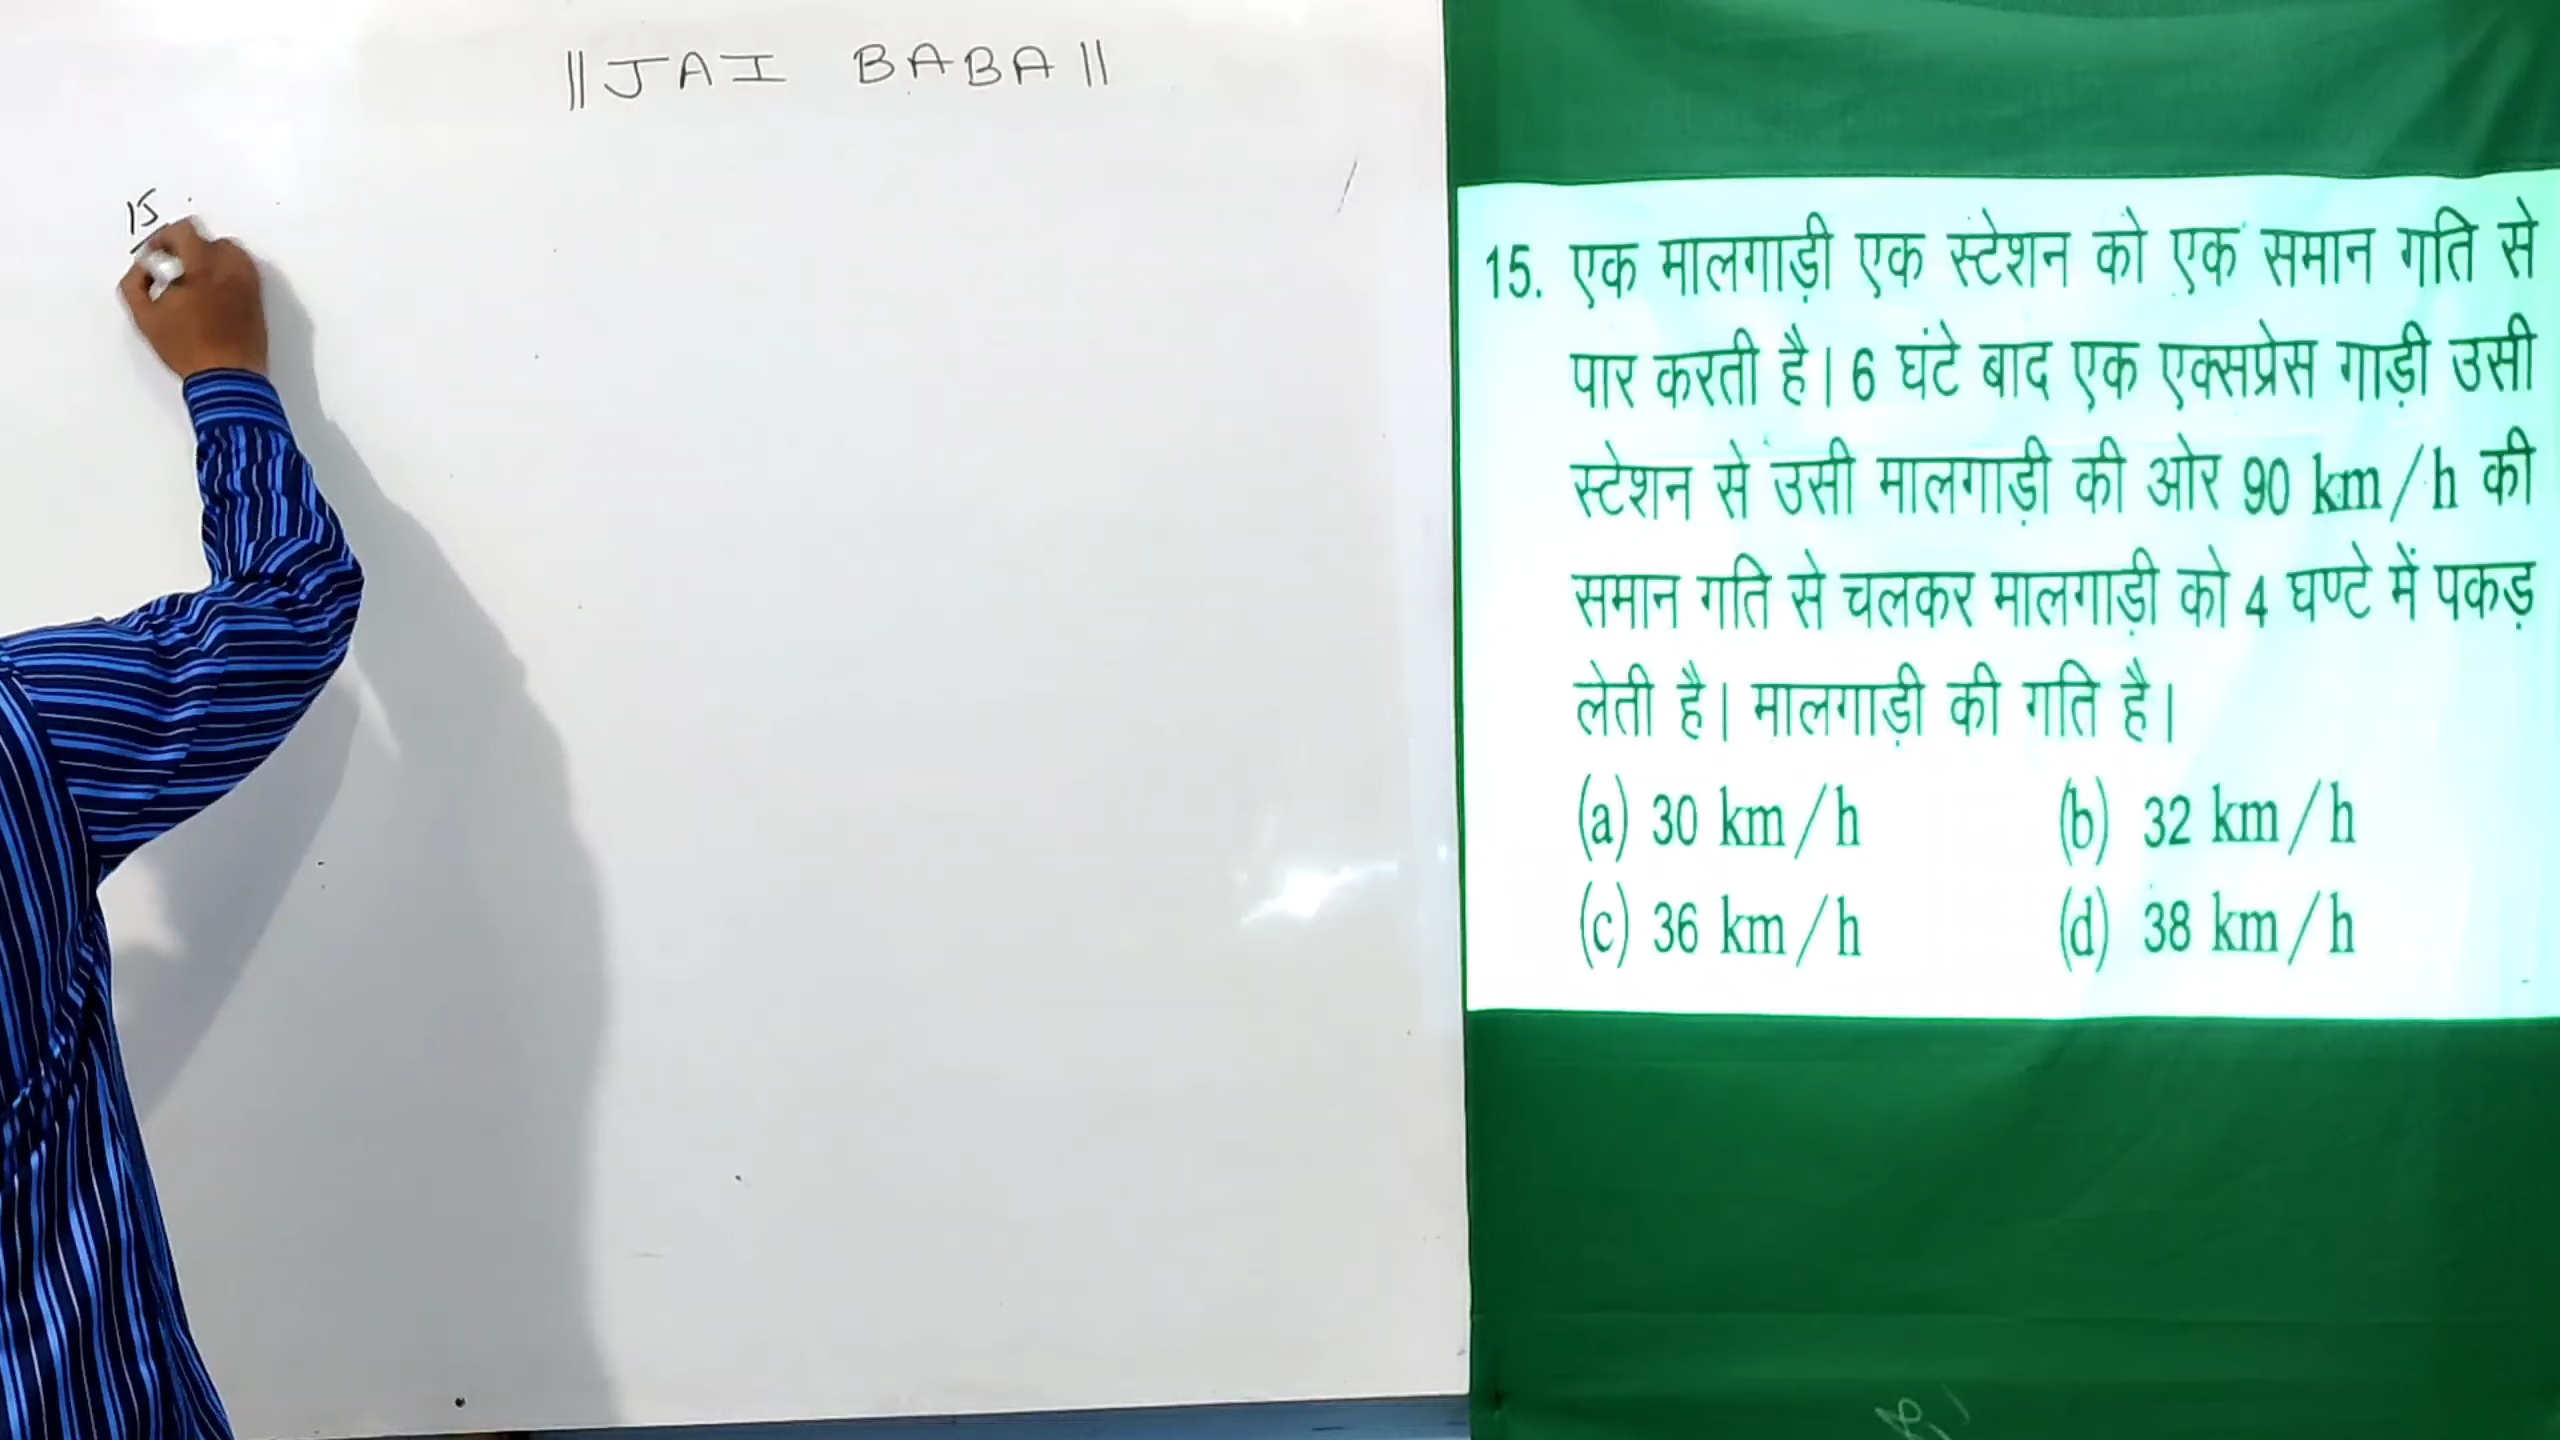 ||JAI BABA||
15
15. एक मालगाड़ी एक स्टेशन को एक समान गति से
पार करती है। 6 घंटे बाद एक एक्सप्रेस गाड़ी उसी
स्टेशन से उसी मालगाड़ी की ओर 90 km/h की
समान गति से चलकर मालगाड़ी को 4 घण्टे में पकड़
लेती है। मालगाड़ी की गति है।
(a) 30 km/h (b) 32 km/h
(c) 36 km/h (d) 38 km/h